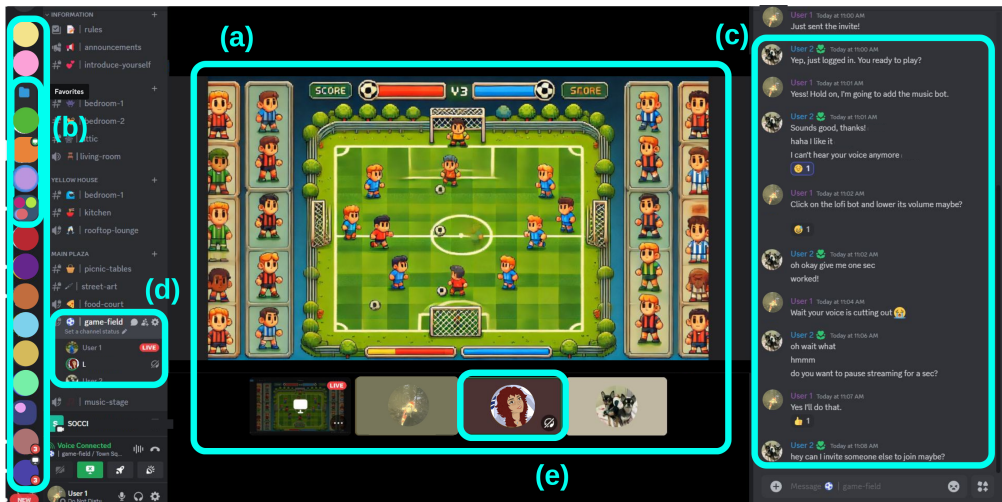 INFORMATION +
| rules
| announcements
# | introduce-yourself
Favorites
+
# | bedroom-1
| bedroom-2
| living-room
YELLOW HOUSE +
# | bedroom-1
# | kitchen
| rooftop-lounge
MAIN PLAZA +
# | picnic-tables
# | street-art
| food-court
| game-field
Set a channel status
User 1 LIVE
L
User 2
| music-stage
SOCCI
Voice Connected
| game-field / Town Sq...
User 1
Do Not Distu
3
3
NEW
(a)
(b)
(c)
(d)
(e)
SCORE V3 SCORE
LIVE
User 1 Today at 11:00 AM
Just sent the invite!
User 2 Today at 11:00 AM
Yep, just logged in. You ready to play?
User 1 Today at 11:01 AM
Yess! Hold on, I'm going to add the music bot.
User 2 Today at 11:01 AM
Sounds good, thanks!
haha I like it
I can't hear your voice anymore
1
User 1 Today at 11:02 AM
Click on the lofi bot and lower its volume maybe?
1
User 2 Today at 11:02 AM
oh okay give me one sec
worked!
User 1 Today at 11:04 AM
Wait your voice is cutting out
User 2 Today at 11:06 AM
oh wait what
hmmm
do you want to pause streaming for a sec?
User 1 Today at 11:07 AM
Yes I'll do that.
1
User 2 Today at 11:08 AM
hey can I invite someone else to join maybe?
Message | game-field